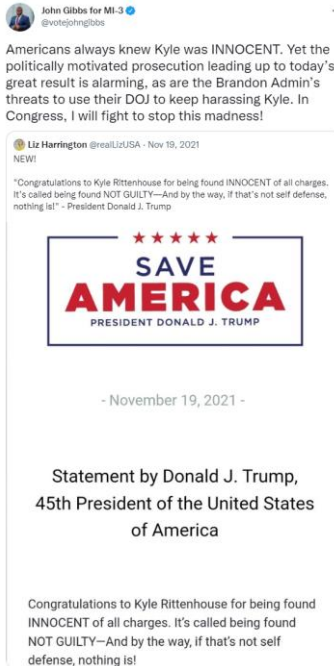 John Gibbs for MI-3
@votejohngibbs
Americans always knew Kyle was INNOCENT. Yet the
politically motivated prosecution leading up to today's
great result is alarming, as are the Brandon Admin's
threats to use their DOJ to keep harassing Kyle. In
Congress, I will fight to stop this madness!
Liz Harrington @realLizUSA · Nov 19, 2021
NEW!
"Congratulations to Kyle Rittenhouse for being found INNOCENT of all charges.
It's called being found NOT GUILTY—And by the way, if that's not self defense,
nothing is!" - President Donald J. Trump
SAVE
AMERICA
PRESIDENT DONALD J. TRUMP
- November 19, 2021 -
Statement by Donald J. Trump,
45th President of the United States
of America
Congratulations to Kyle Rittenhouse for being found
INNOCENT of all charges. It's called being found
NOT GUILTY—And by the way, if that's not self
defense, nothing is!